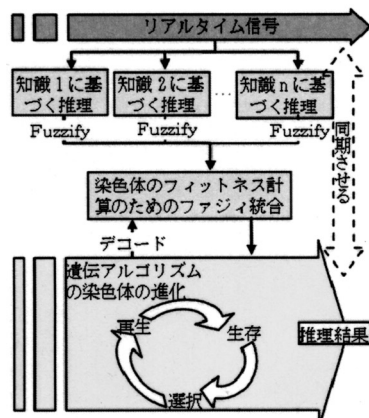 リアルタイム信号
知識1に基
づく推理
知識2に基
づく推理
…
知識nに基
づく推理
Fuzzify
Fuzzify
Fuzzify
同期させる
染色体のフィットネス計
算のためのファジィ統合
デコード
遺伝アルゴリズム
の染色体の進化
再生
生存
選択
推理結果